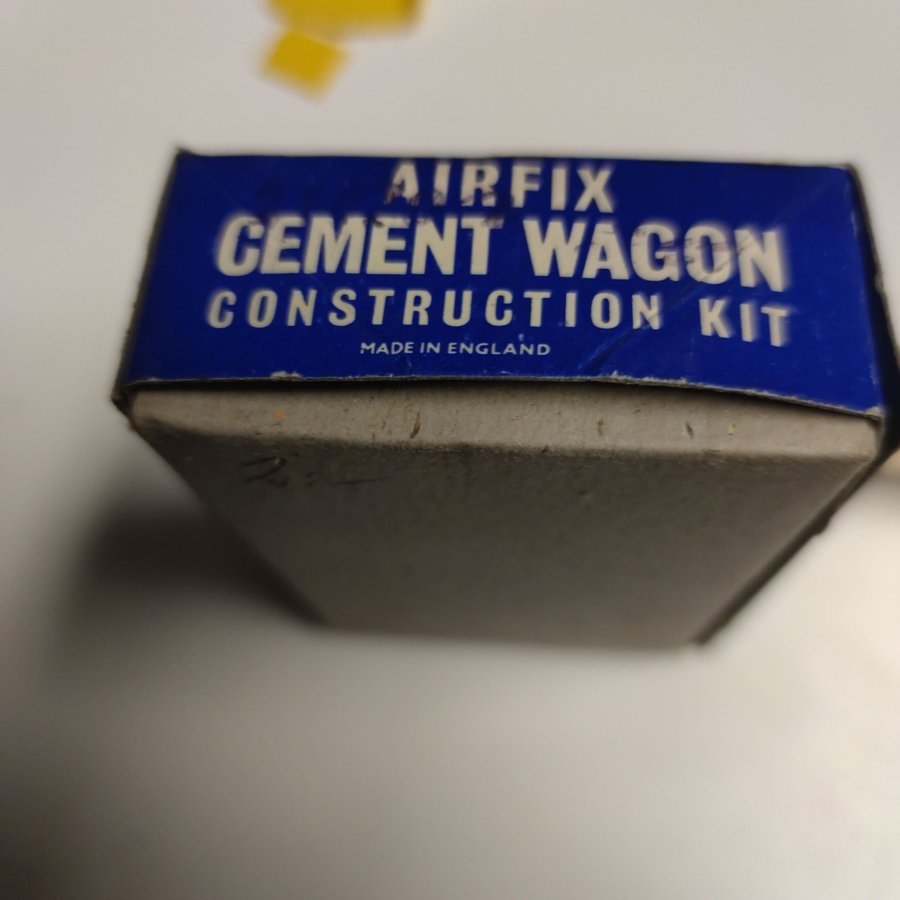 AIRFIX
CEMENT WAGON
CONSTRUCTION KIT
MADE IN ENGLAND